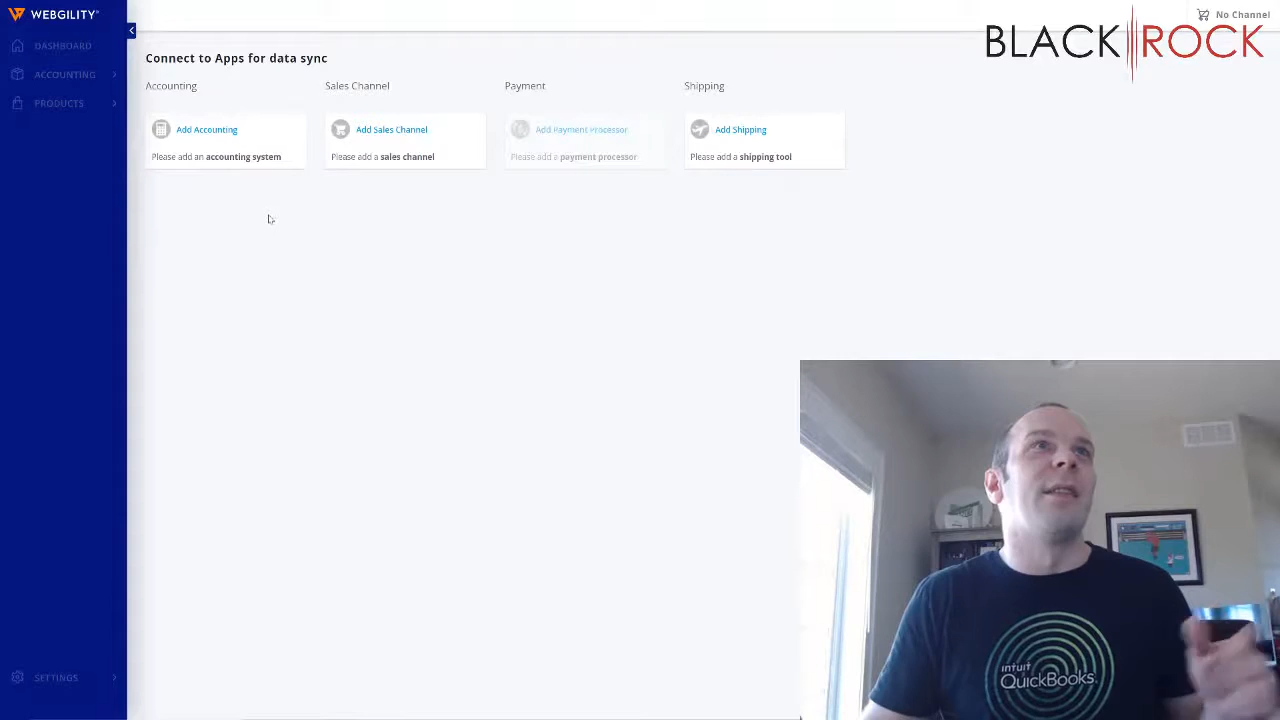 WEBGILITY®
No Channel
BLACK ROCK
DASHBOARD
ACCOUNTING
PRODUCTS
SETTINGS
Connect to Apps for data sync
Accounting
Sales Channel
Payment
Shipping
Add Accounting
Please add an accounting system
Add Sales Channel
Please add a sales channel
Add Payment Processor
Please add a payment processor
Add Shipping
Please add a shipping tool
intuit
QuickBooks.